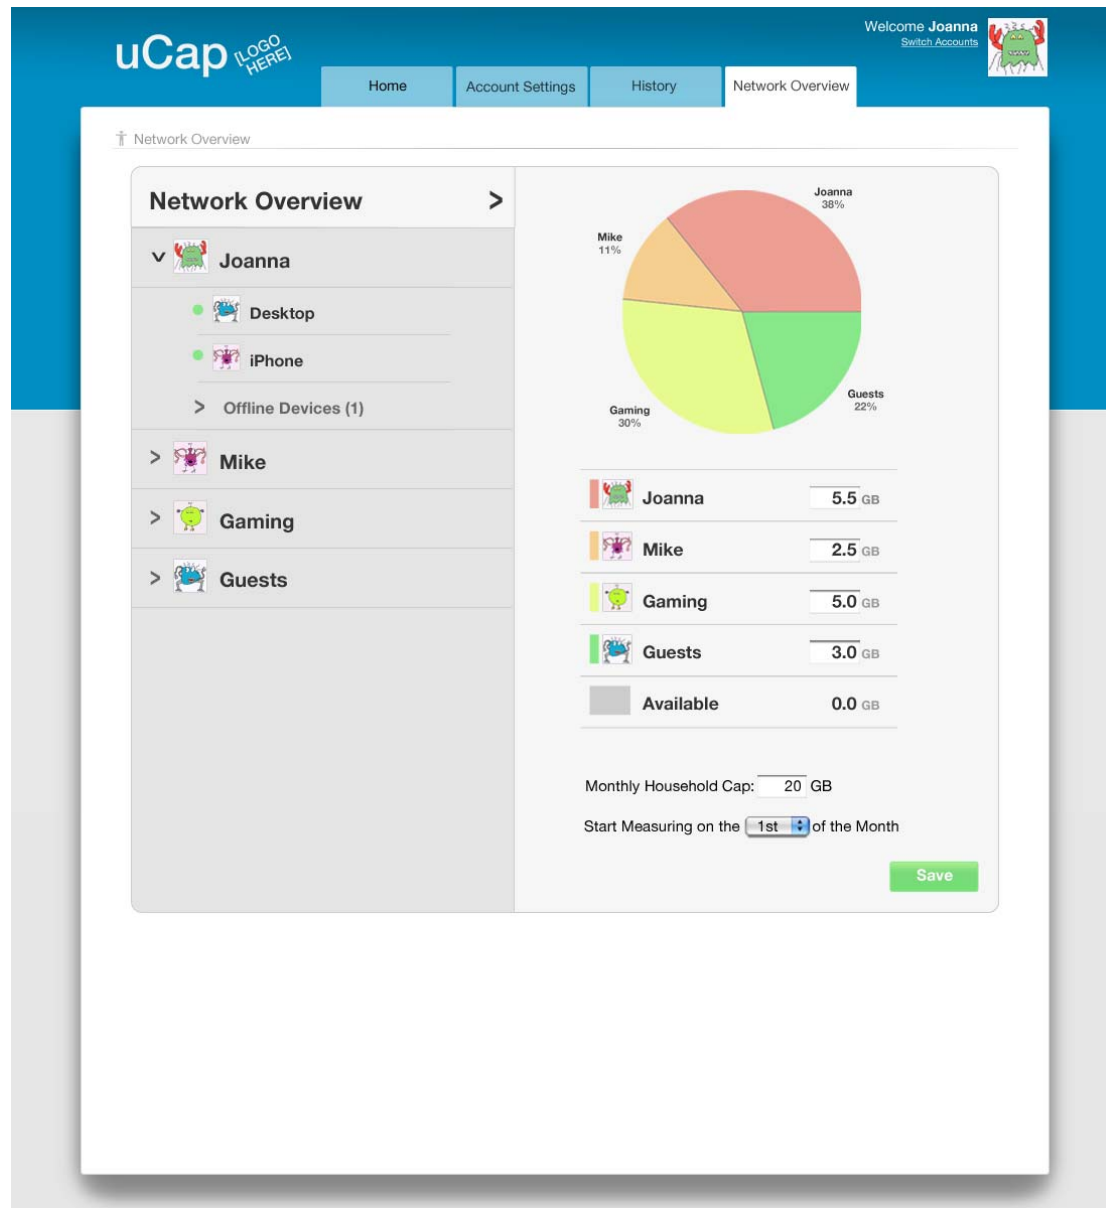 Welcome Joanna
Switch Accounts
uCap [LOGO HERE]
Home
Account Settings
History
Network Overview
Network Overview
Network Overview >
Joanna
Desktop
iPhone
> Offline Devices (1)
> Mike
> Gaming
> Guests
Joanna
38%
Mike
11%
Gaming
30%
Guests
22%
Joanna 5.5 GB
Mike 2.5 GB
Gaming 5.0 GB
Guests 3.0 GB
Available 0.0 GB
Monthly Household Cap: 20 GB
Start Measuring on the 1st of the Month
Save